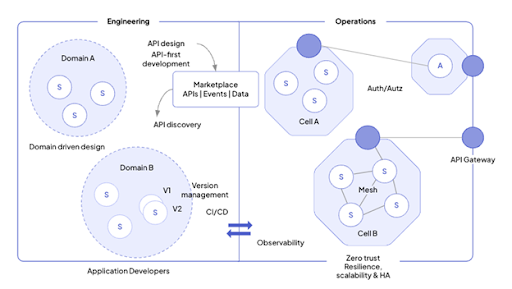 Engineering
Operations
Domain A
S
S
S
Domain driven design
API design
API-first
development
Marketplace
APIs | Events | Data
API discovery
Domain B
S
S
S
V1
V2
Version
management
CI/CD
Application Developers
S
S
S
Cell A
A
Auth/Autz
API Gateway
S
S
Mesh
S
S
Cell B
Observability
Zero trust
Resilience,
scalability & HA